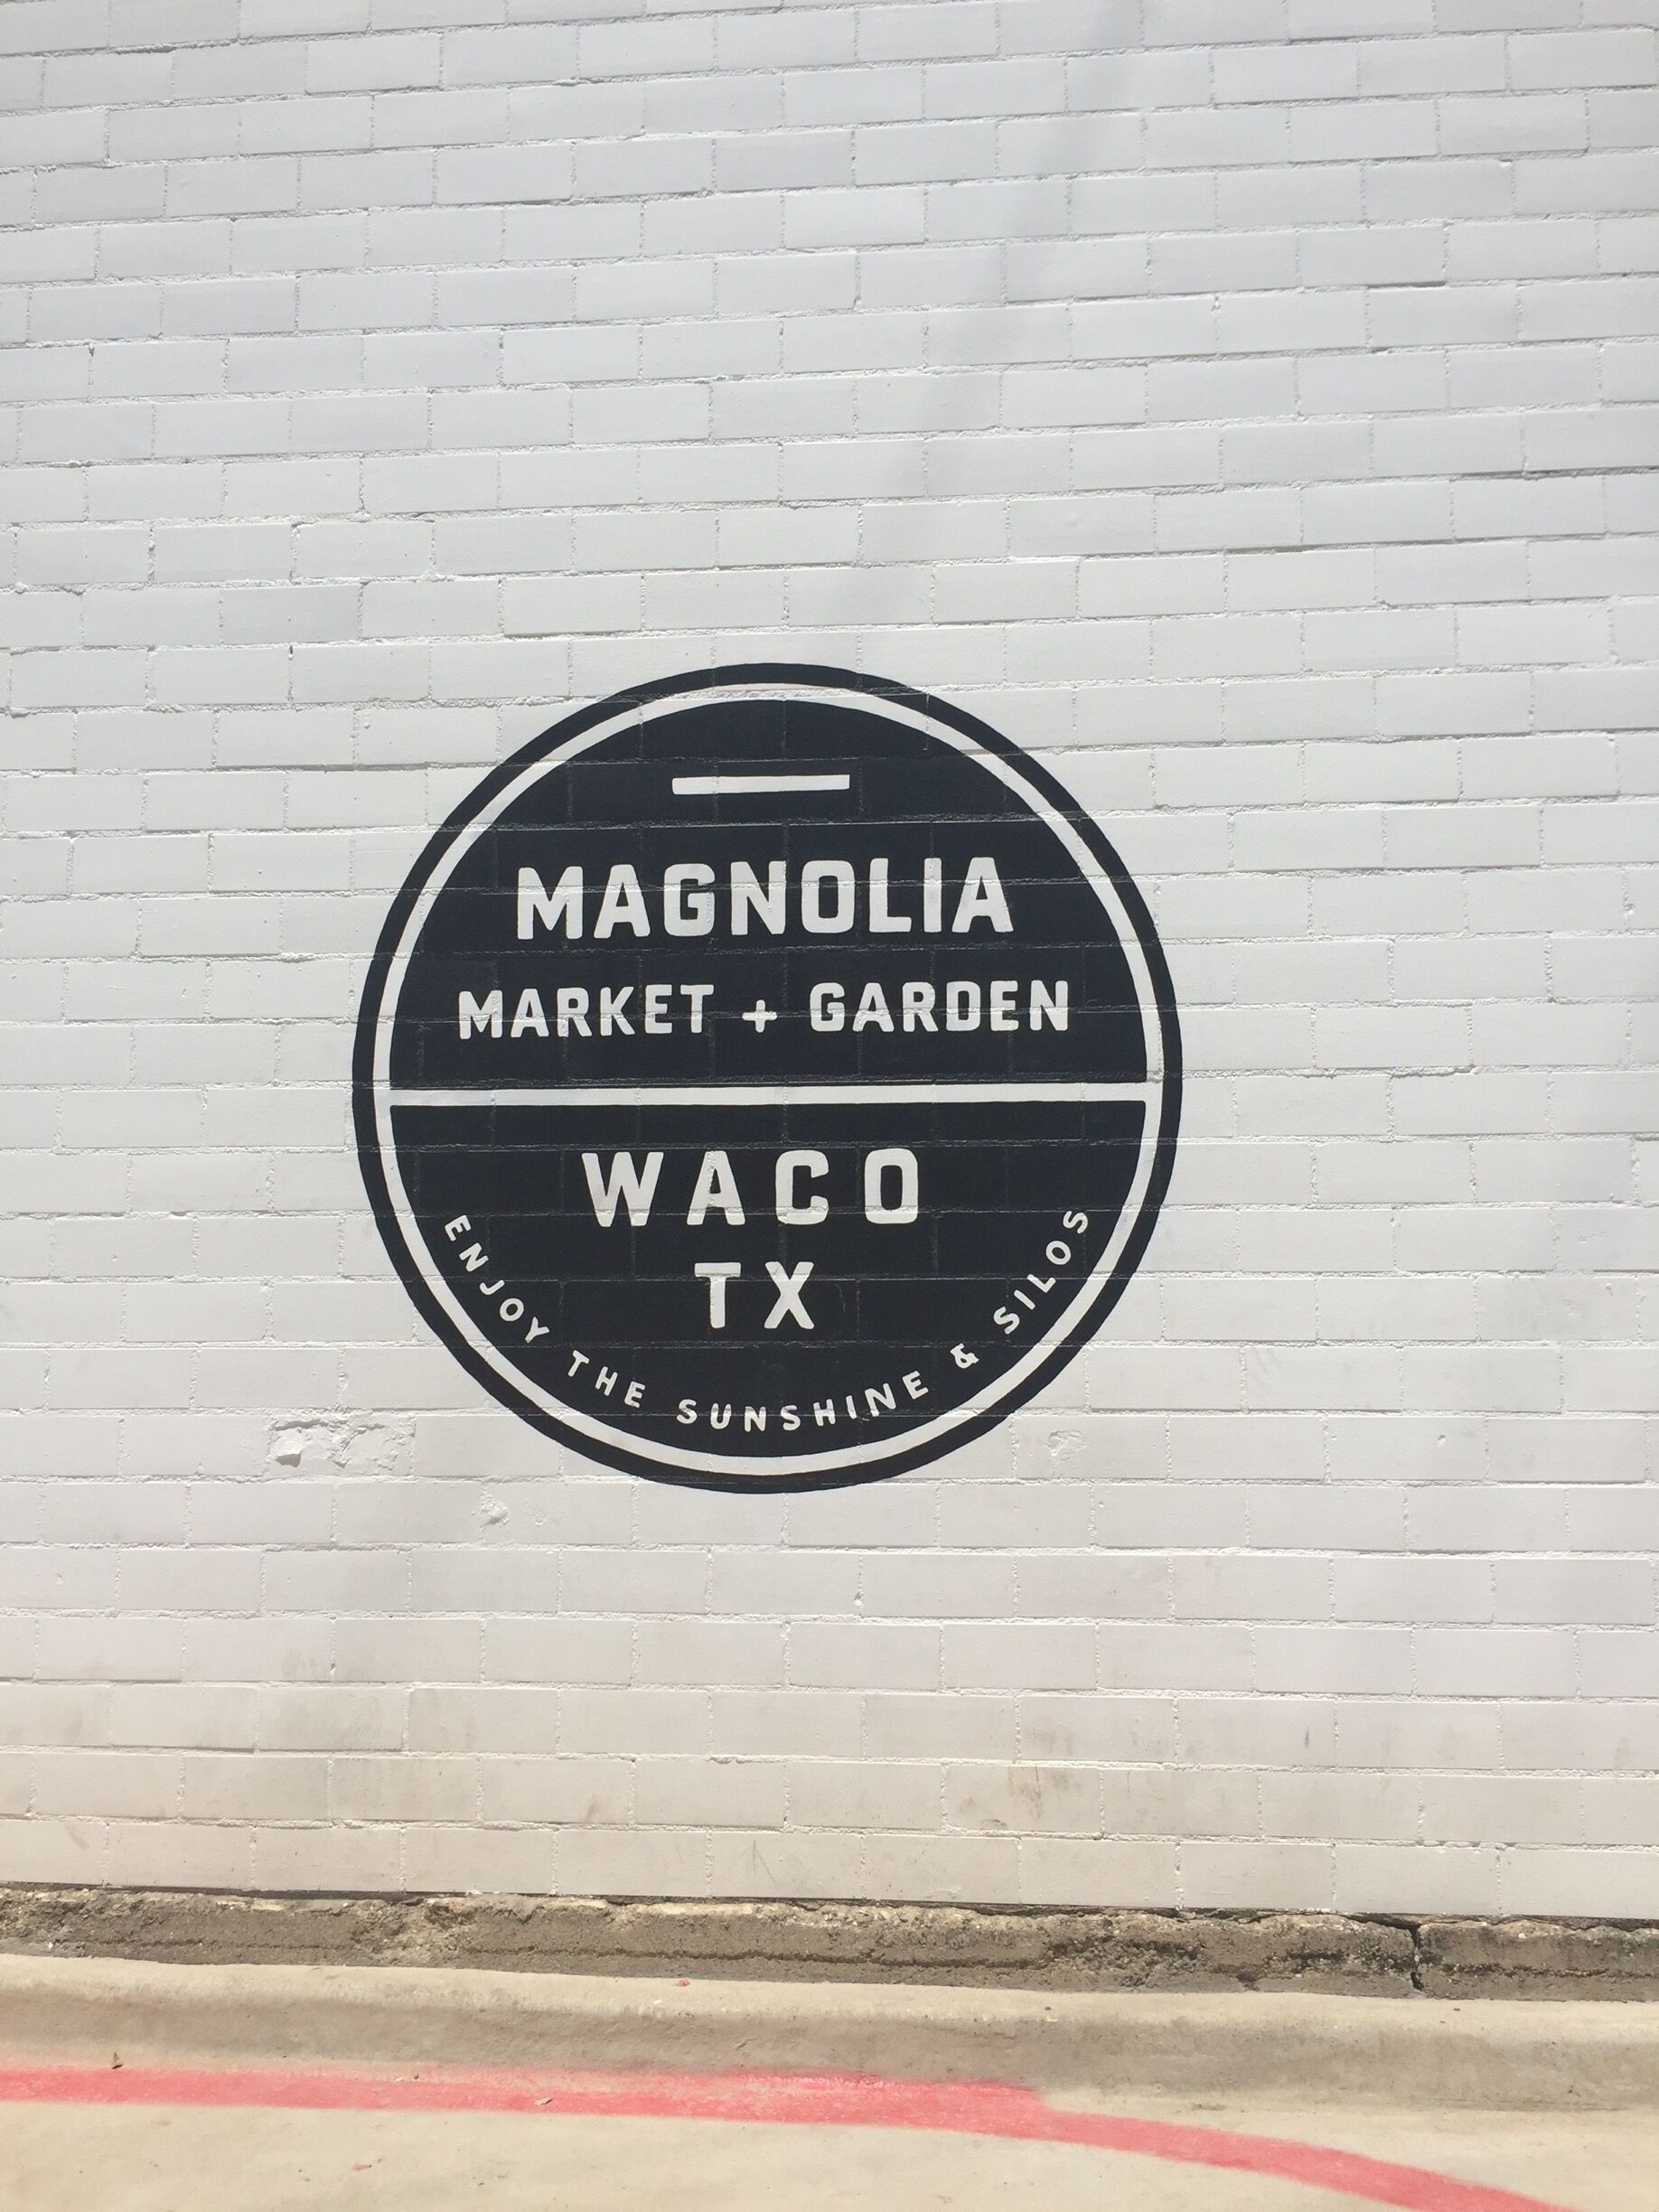 MAGNOLIA
MARKET + GARDEN
WACO
TX
ENJOY THE SUNSHINE & SILOS